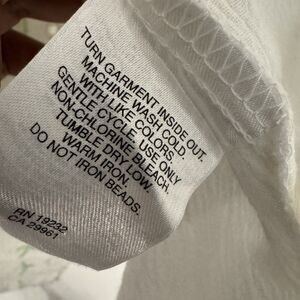 TURN GARMENT INSIDE OUT.
MACHINE WASH COLD
WITH LIKE COLORS.
GENTLE CYCLE. USE ONLY
NON-CHLORINE BLEACH.
TUMBLE DRY LOW.
WARM IRON.
DO NOT IRON BEADS.
RN 19232
CA 29961